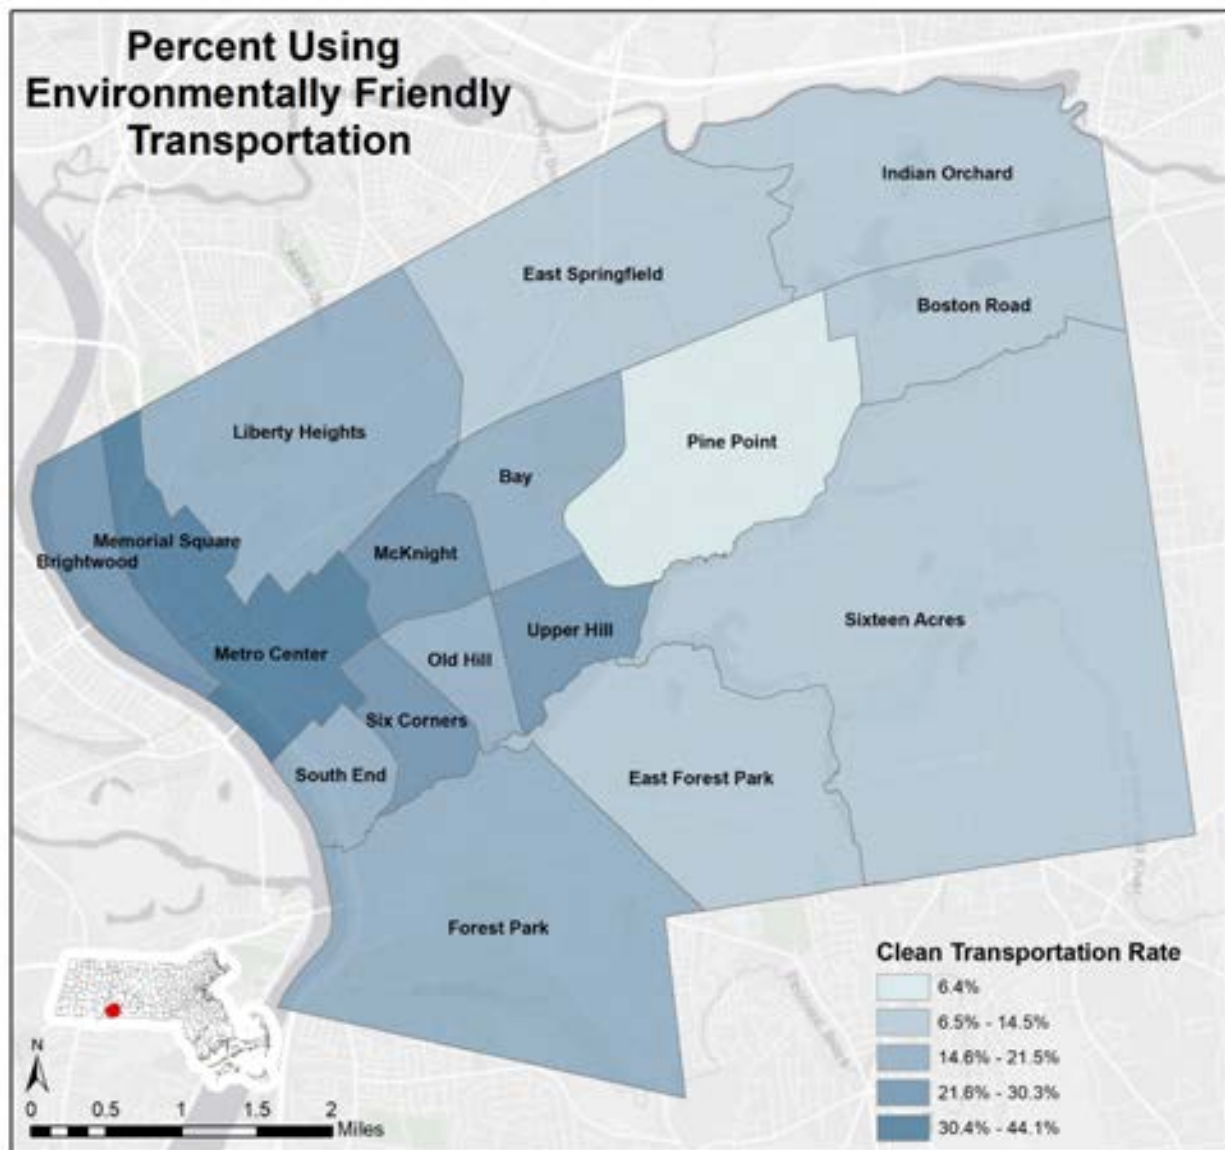 Percent Using
Environmentally Friendly
Transportation
Indian Orchard
East Springfield
Boston Road
Liberty Heights
Pine Point
Bay
Memorial Square
McKnight
Brightwood
Sixteen Acres
Upper Hill
Metro Center
Old Hill
Six Corners
South End
East Forest Park
Forest Park
Clean Transportation Rate
6.4%
6.5% - 14.5%
14.6% - 21.5%
21.6% - 30.3%
30.4% - 44.1%
N
0 0.5 1 1.5 2
Miles